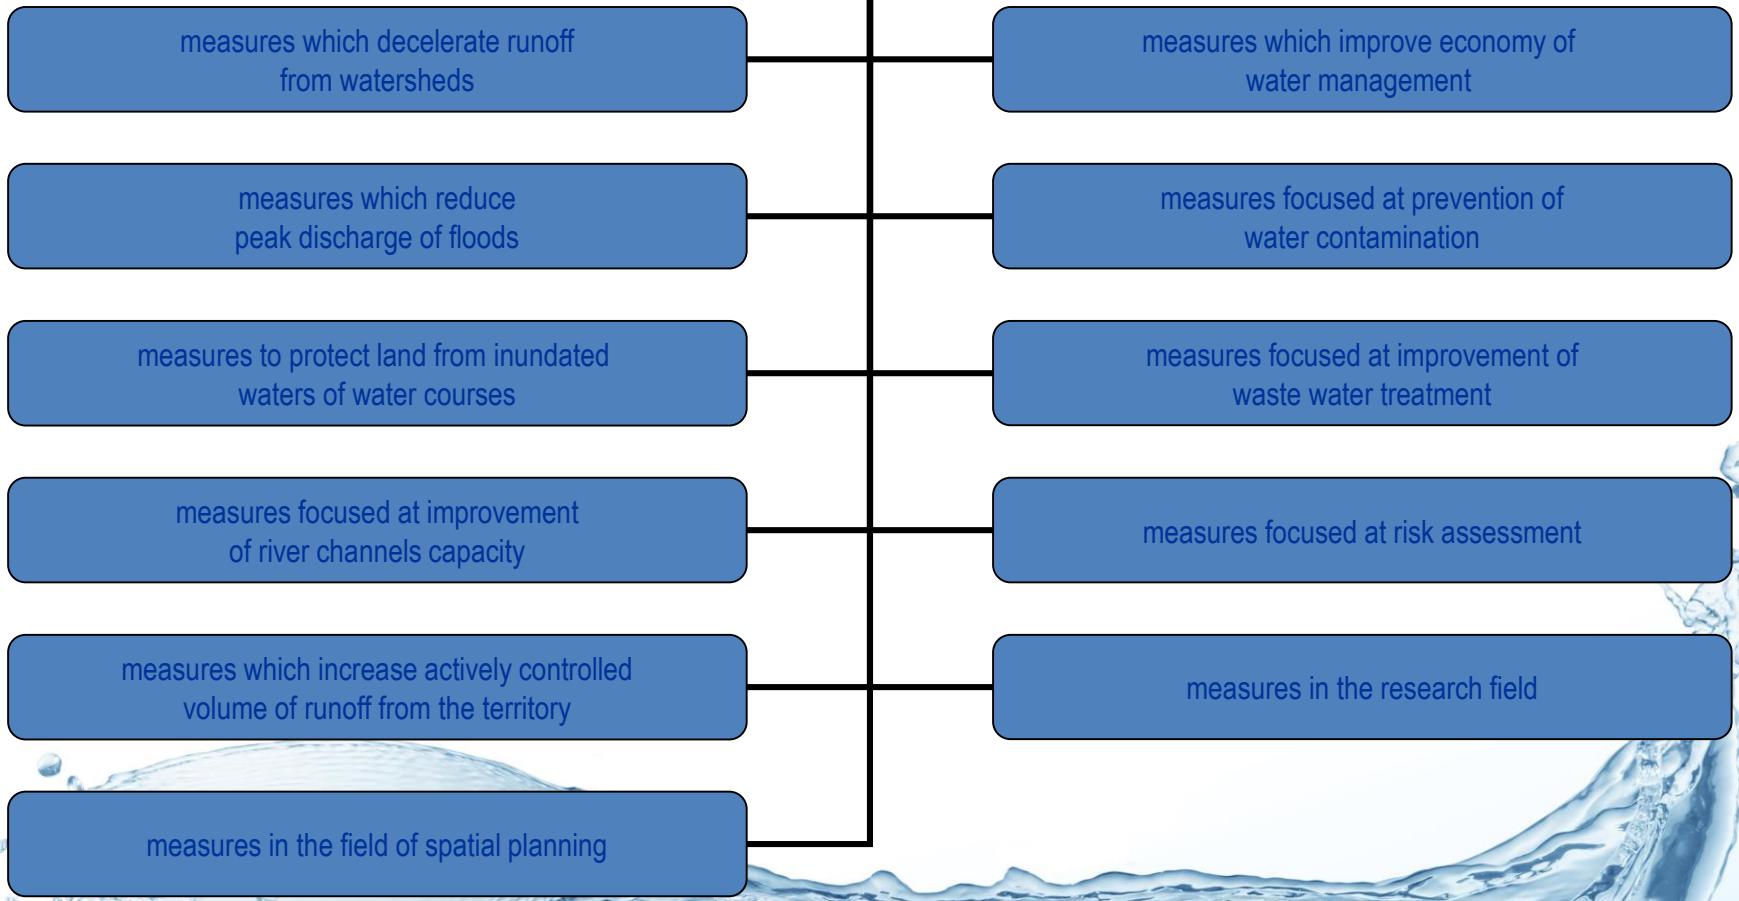 measures which decelerate runoff
from watersheds
measures which reduce
peak discharge of floods
measures to protect land from inundated
waters of water courses
measures focused at improvement
of river channels capacity
measures which increase actively controlled
volume of runoff from the territory
measures in the field of spatial planning
measures which improve economy of
water management
measures focused at prevention of
water contamination
measures focused at improvement of
waste water treatment
measures focused at risk assessment
measures in the research field